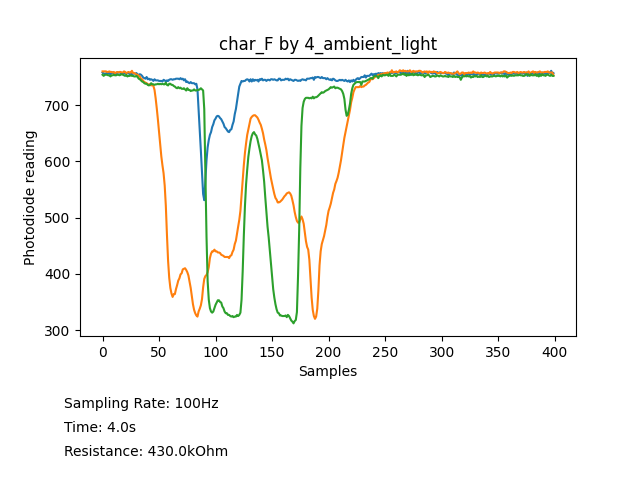 char_F by 4_ambient_light
Photodiode reading
700
600
500
400
300
0 50 100 150 200 250 300 350 400
Samples
Sampling Rate: 100Hz
Time: 4.0s
Resistance: 430.0kOhm